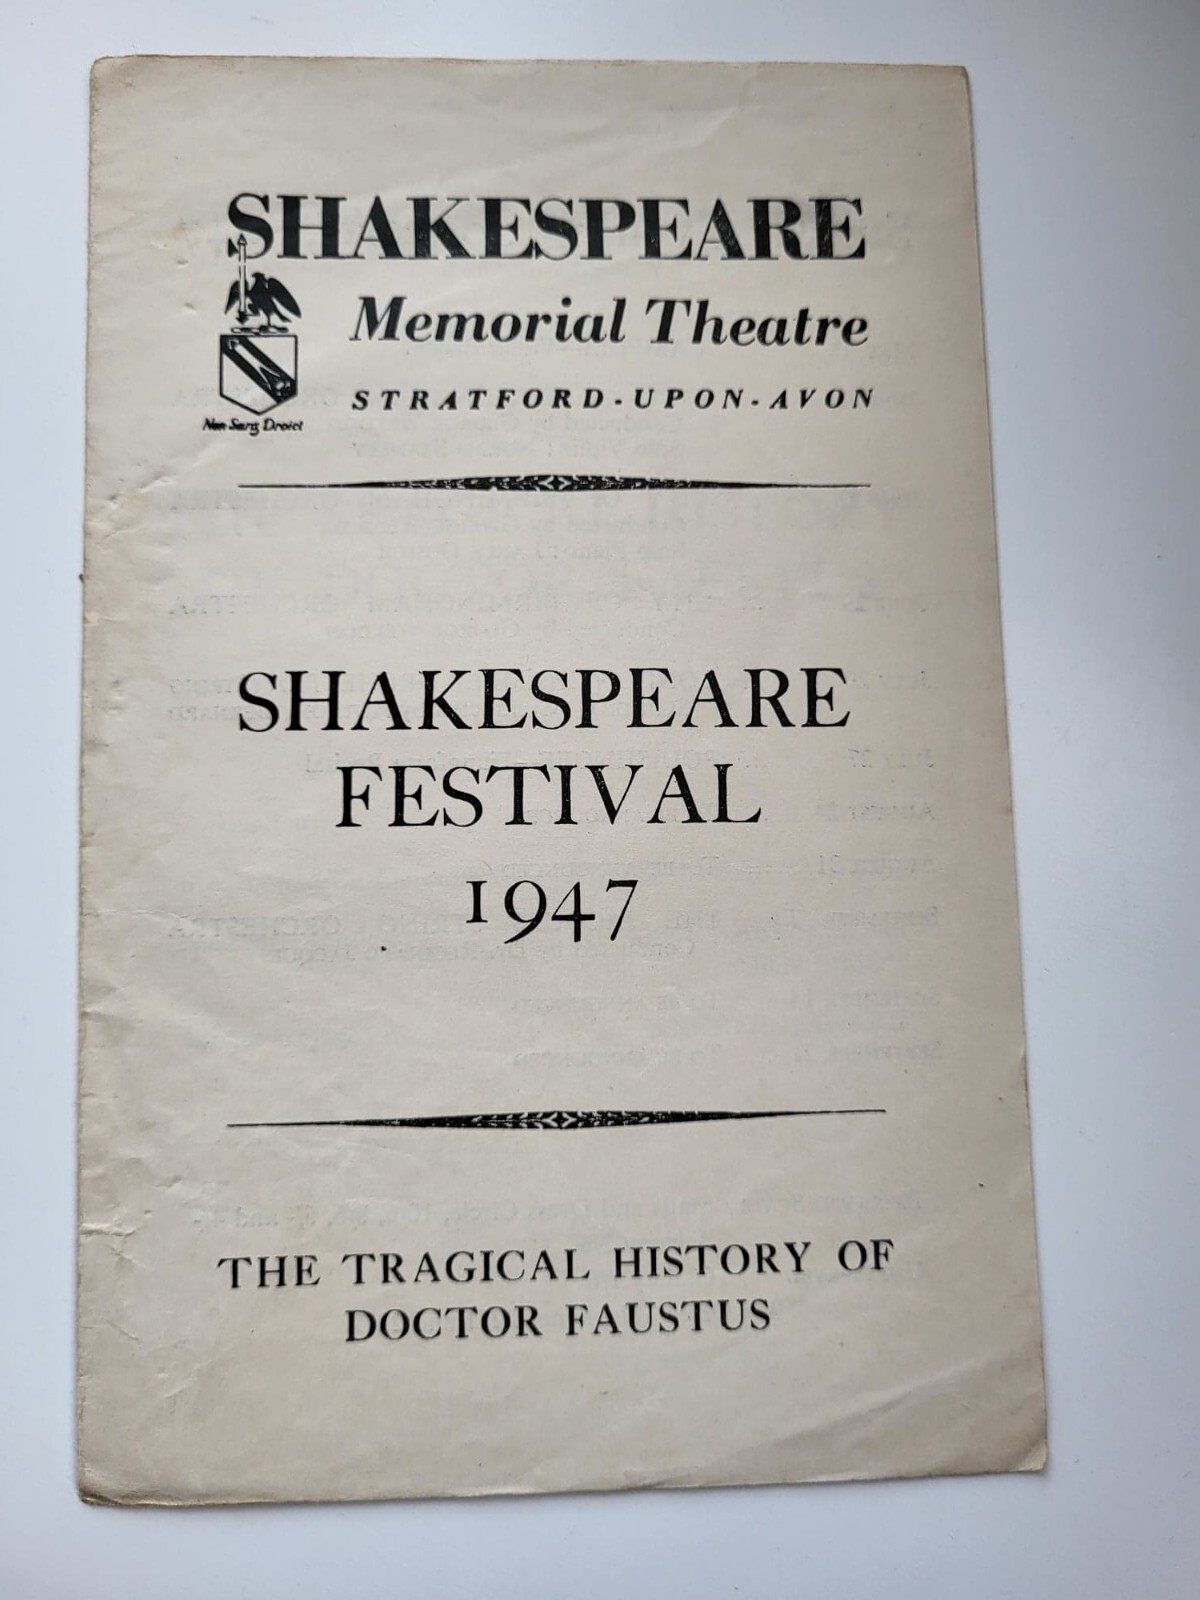 SHAKESPEARE
Memorial Theatre
STRATFORD-UPON-AVON
Non Sanz Droict
SHAKESPEARE
FESTIVAL
1947
THE TRAGICAL HISTORY OF
DOCTOR FAUSTUS